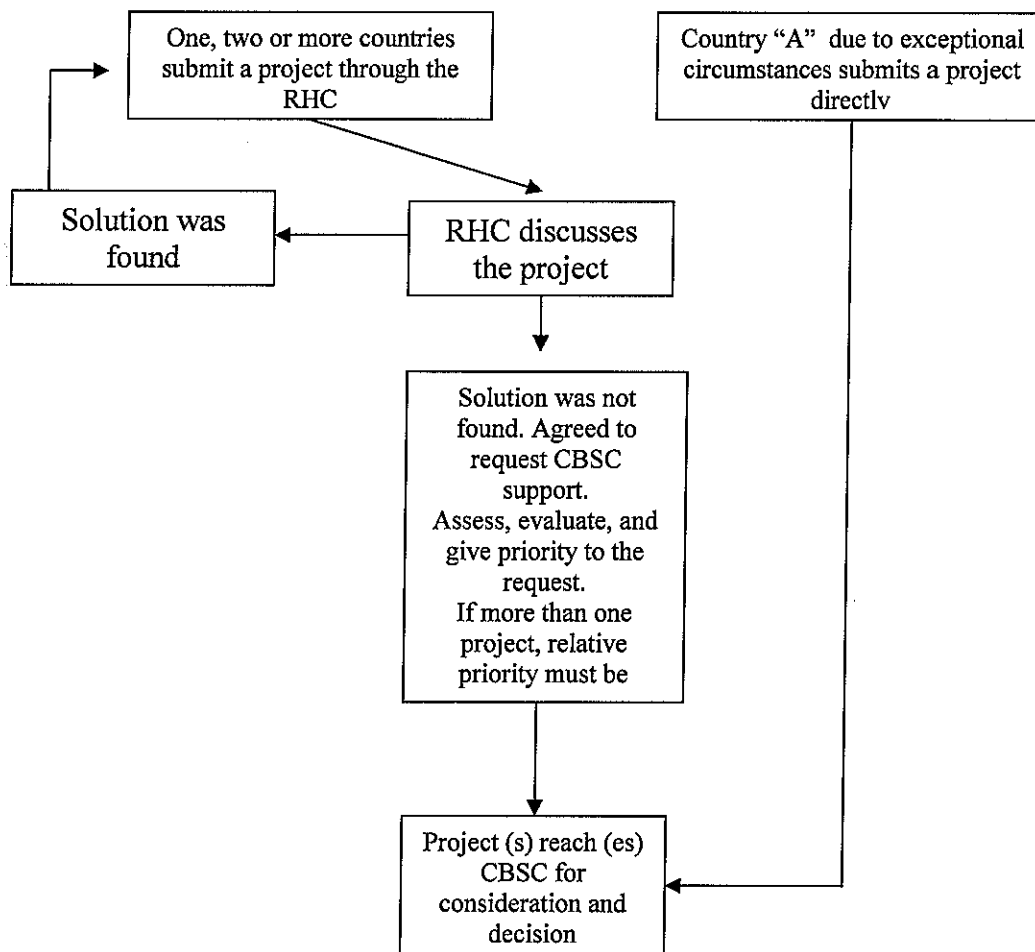 One, two or more countries
submit a project through the
RHC
Country “A” due to exceptional
circumstances submits a project
directlv
Solution was
found
RHC discusses
the project
Solution was not
found. Agreed to
request CBSC
support.
Assess, evaluate, and
give priority to the
request.
If more than one
project, relative
priority must be
Project (s) reach (es)
CBSC for
consideration and
decision